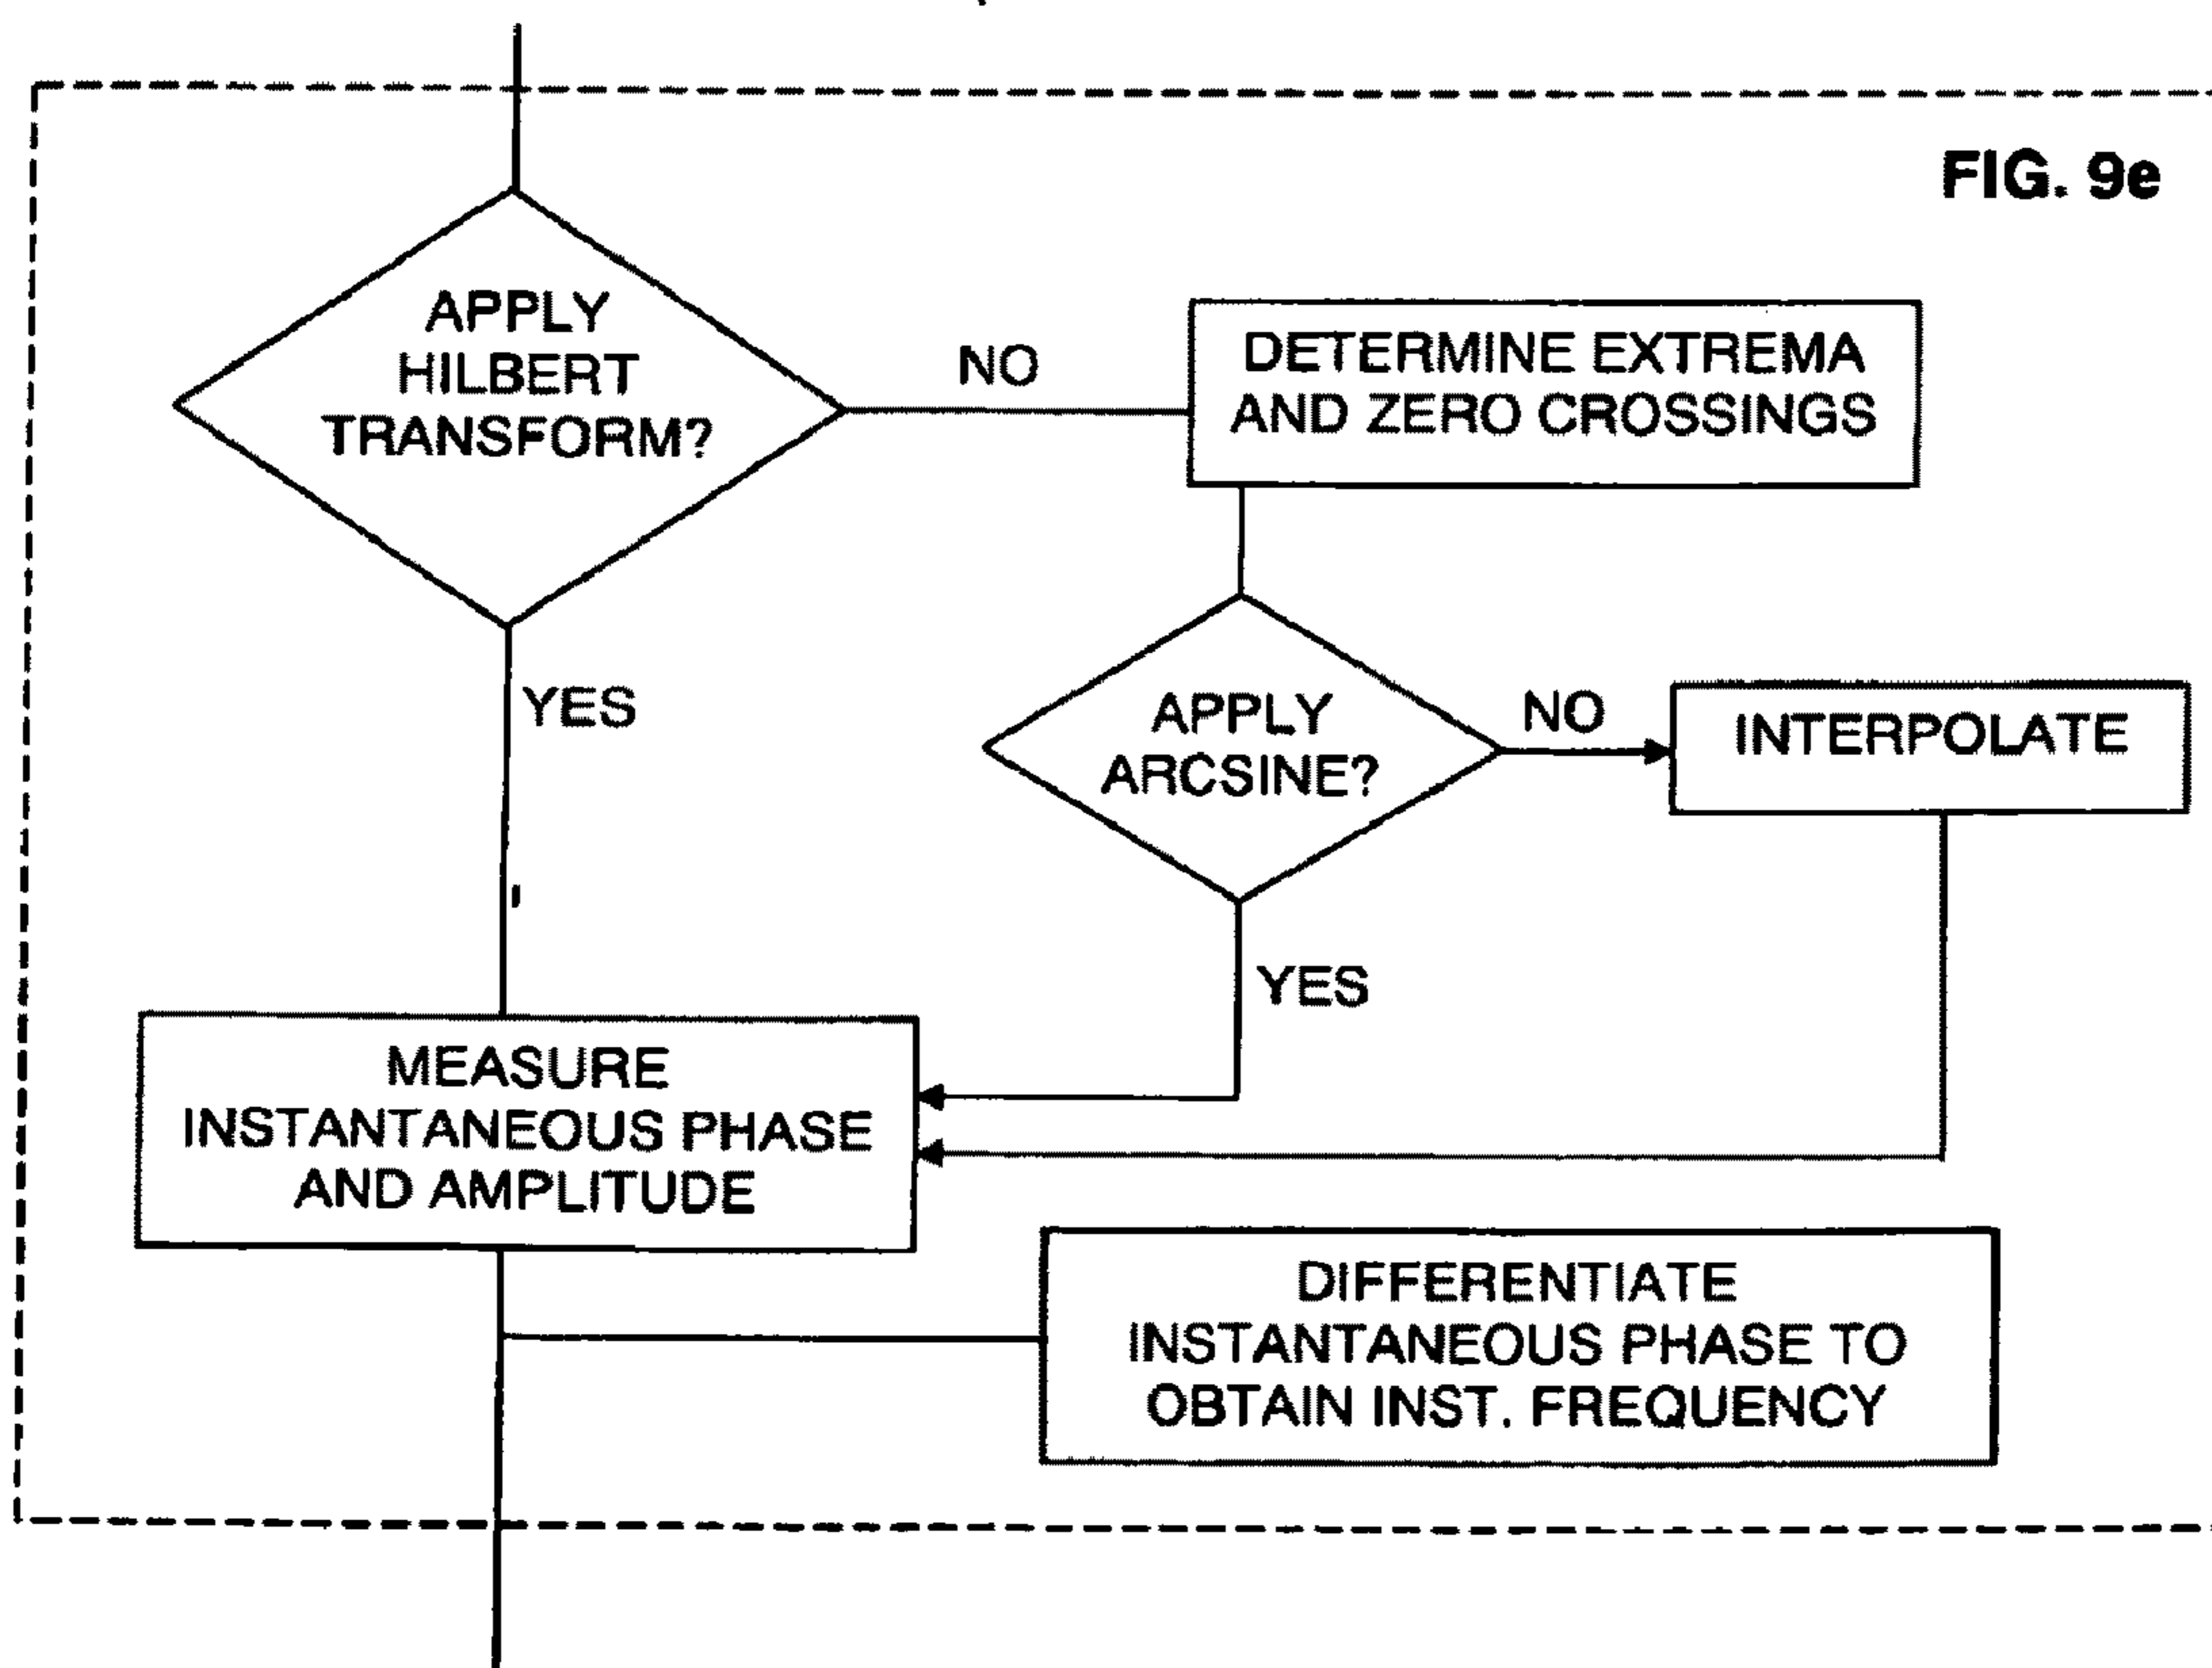 FIG. 9e
APPLY
HILBERT
TRANSFORM?
NO
DETERMINE EXTREMA
AND ZERO CROSSINGS
YES
APPLY
ARCSINE?
NO
INTERPOLATE
YES
MEASURE
INSTANTANEOUS PHASE
AND AMPLITUDE
DIFFERENTIATE
INSTANTANEOUS PHASE TO
OBTAIN INST. FREQUENCY